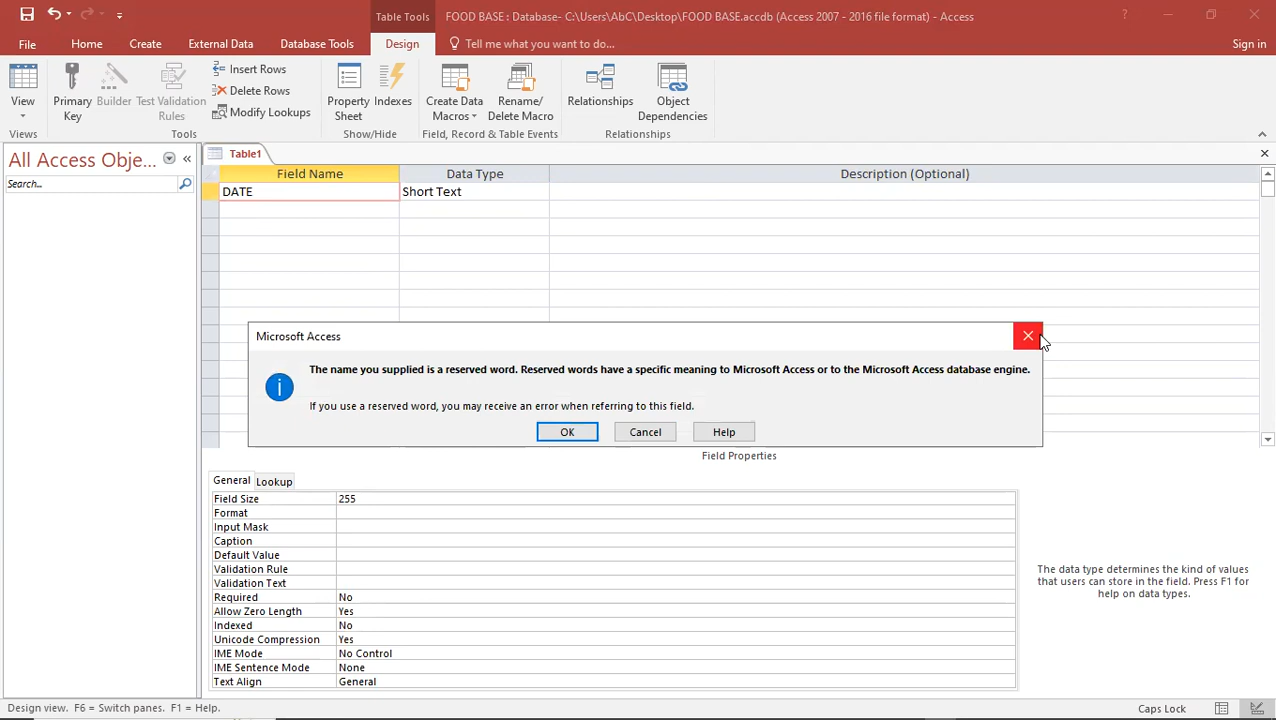 Table Tools
FOOD BASE : Database- C:\Users\AbC\Desktop\FOOD BASE.accdb (Access 2007 - 2016 file format) - Access
?
File
Home
Create
External Data
Database Tools
Design
Tell me what you want to do...
Sign in
View
Primary Key
Builder
Test Validation Rules
Insert Rows
Delete Rows
Modify Lookups
Property Sheet
Indexes
Create Data Macros
Rename/ Delete Macro
Relationships
Object Dependencies
Views
Tools
Show/Hide
Field, Record & Table Events
Relationships
All Access Obje...
Search...
Table1
Field Name
Data Type
Description (Optional)
DATE
Short Text
Microsoft Access
The name you supplied is a reserved word. Reserved words have a specific meaning to Microsoft Access or to the Microsoft Access database engine.
If you use a reserved word, you may receive an error when referring to this field.
OK
Cancel
Help
Field Properties
General
Lookup
Field Size 255
Format
Input Mask
Caption
Default Value
Validation Rule
Validation Text
Required No
Allow Zero Length Yes
Indexed No
Unicode Compression Yes
IME Mode No Control
IME Sentence Mode None
Text Align General
The data type determines the kind of values
that users can store in the field. Press F1 for
help on data types.
Design view. F6 = Switch panes. F1 = Help.
Caps Lock